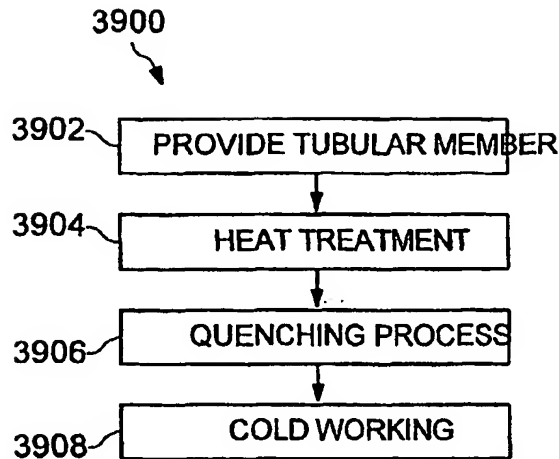 3900
3902 PROVIDE TUBULAR MEMBER
3904 HEAT TREATMENT
3906 QUENCHING PROCESS
3908 COLD WORKING